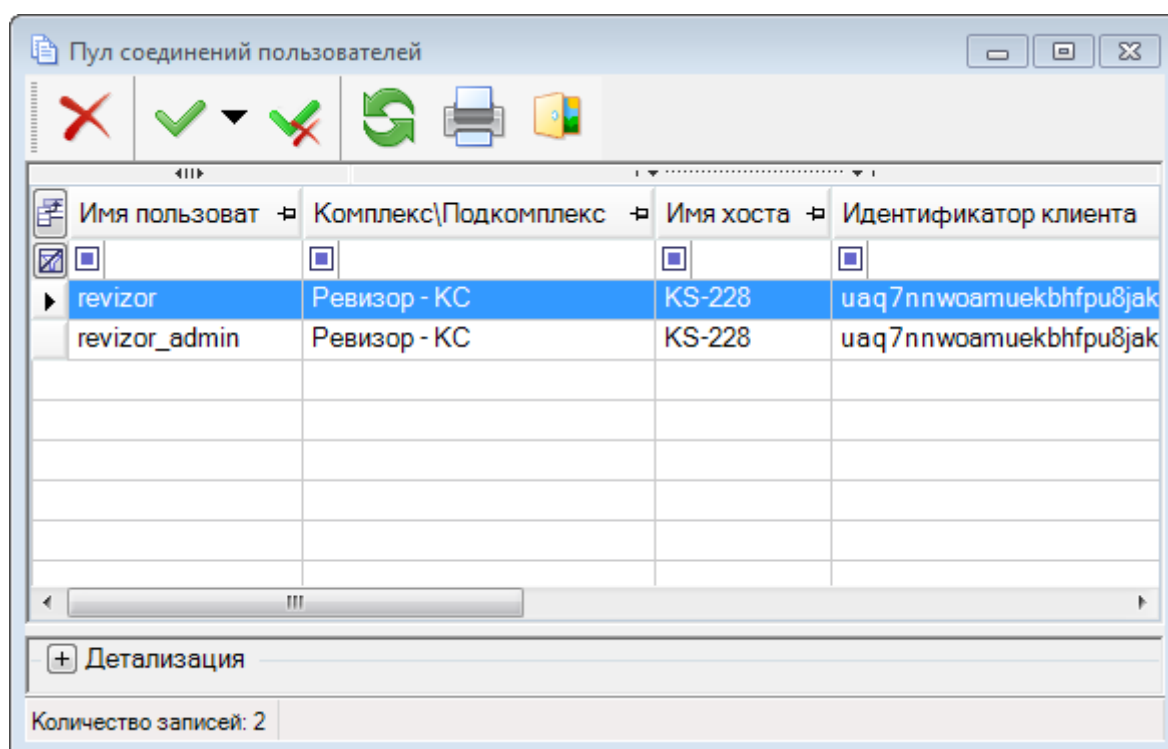 Пул соединений пользователей
Имя пользоват Комплекс\Подкомплекс Имя хоста Идентификатор клиента
revizor Ревизор - КС KS-228 uaq7nnwoamuekbhfpu8jak
revizor_admin Ревизор - КС KS-228 uaq7nnwoamuekbhfpu8jak
Детализация
Количество записей: 2